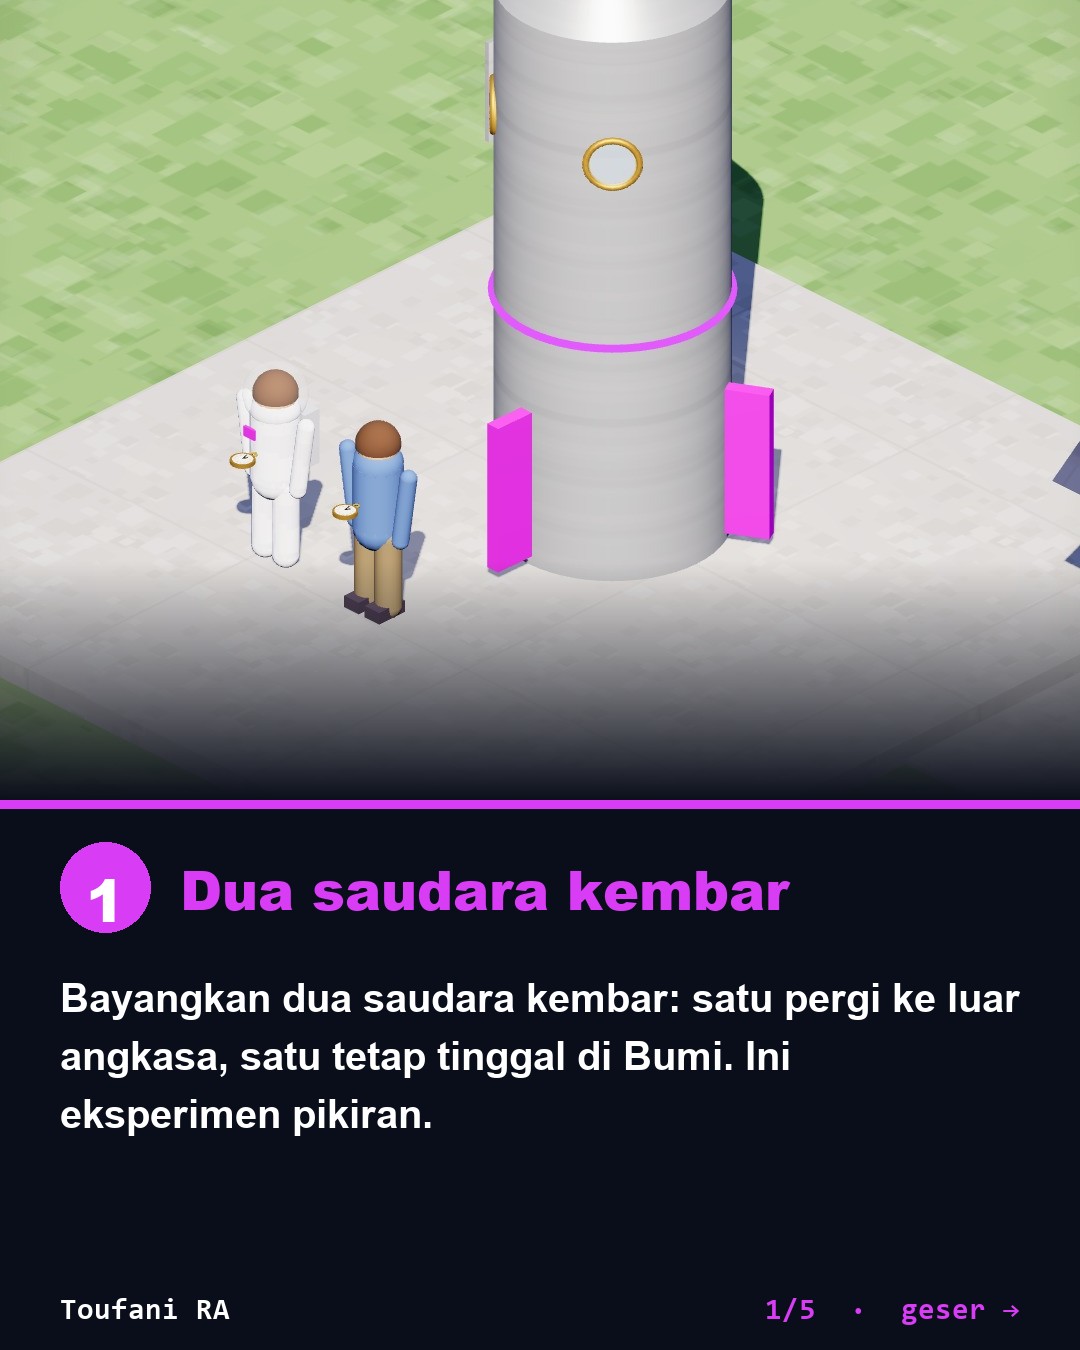 1 Dua saudara kembar
Bayangkan dua saudara kembar: satu pergi ke luar
angkasa, satu tetap tinggal di Bumi. Ini
eksperimen pikiran.
Toufani RA
1/5 · geser →